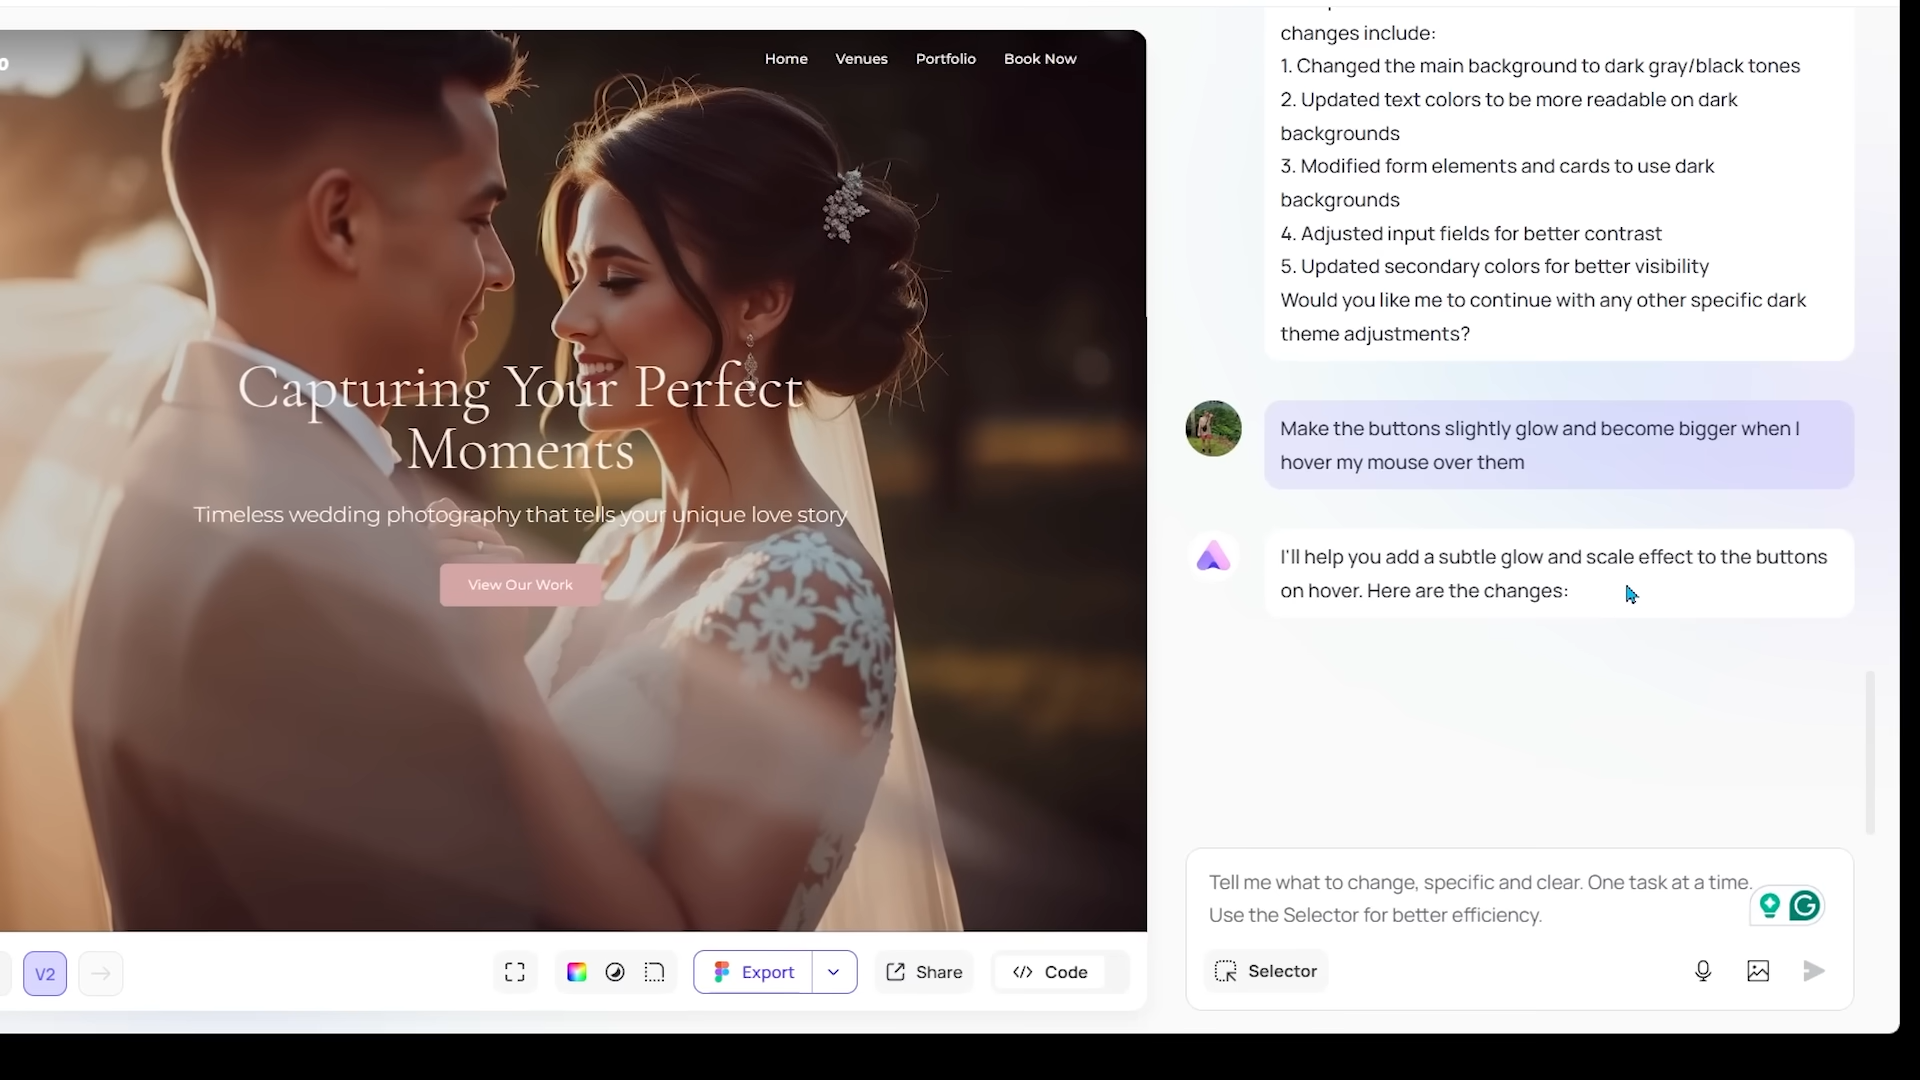 Home Venues Portfolio Book Now
Capturing Your Perfect
Moments
Timeless wedding photography that tells your unique love story
View Our Work
V2
Export
Share
Code
changes include:
1. Changed the main background to dark gray/black tones
2. Updated text colors to be more readable on dark
backgrounds
3. Modified form elements and cards to use dark
backgrounds
4. Adjusted input fields for better contrast
5. Updated secondary colors for better visibility
Would you like me to continue with any other specific dark
theme adjustments?
Make the buttons slightly glow and become bigger when I
hover my mouse over them
I'll help you add a subtle glow and scale effect to the buttons
on hover. Here are the changes:
Tell me what to change, specific and clear. One task at a time.
Use the Selector for better efficiency.
Selector